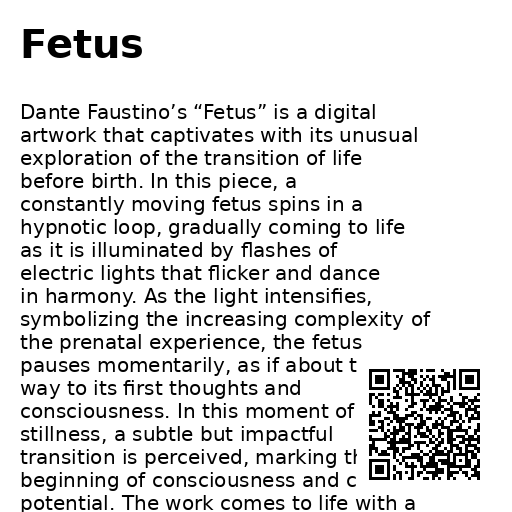 Fetus
Dante Faustino’s “Fetus” is a digital
artwork that captivates with its unusual
exploration of the transition of life
before birth. In this piece, a
constantly moving fetus spins in a
hypnotic loop, gradually coming to life
as it is illuminated by flashes of
electric lights that flicker and dance
in harmony. As the light intensifies,
symbolizing the increasing complexity of
the prenatal experience, the fetus
pauses momentarily, as if about
way to its first thoughts and
consciousness. In this moment of
stillness, a subtle but impactful
transition is perceived, marking
beginning of consciousness and
potential. The work comes to life with a